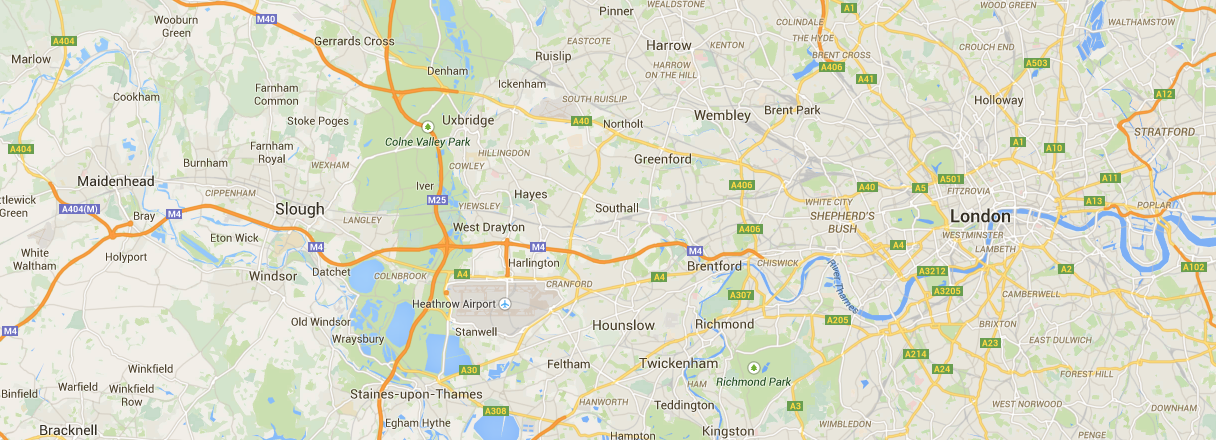 WEALDSTONE
WOOD GREEN
Wooburn
Green
M40
Pinner
A1
COLINDALE
WALTHAMSTOW
A404
Gerrards Cross
EASTCOTE
Harrow
KENTON
THE HYDE
CROUCH END
Marlow
Ruislip
BRENT CROSS
A503
Denham
HARROW
ON THE HILL
A406
A41
Cookham
Farnham
Common
Ickenham
SOUTH RUISLIP
Holloway
A12
Stoke Poges
Uxbridge
A40
Northolt
Wembley
Brent Park
STRATFORD
A404
Colne Valley Park
A1
A10
Farnham
Royal
HILLINGDON
Greenford
Burnham
WEXHAM
COWLEY
Maidenhead
CIPPENHAM
Iver
Hayes
A406
A40
A5
A501
FITZROVIA
A11
ttlewick
Green
A404(M)
Bray
M4
Slough
LANGLEY
M25
YIEWSLEY
Southall
WHITE CITY
SHEPHERD'S
BUSH
London
A13
POPLAR
West Drayton
A406
WESTMINSTER
Eton Wick
M4
M4
M4
A4
LAMBETH
White
Waltham
Holyport
Harlington
Brentford
CHISWICK
River Thames
Windsor
Datchet
COLNBROOK
A4
CRANFORD
A4
A3212
A2
A102
Heathrow Airport
A307
A3205
CAMBERWELL
Old Windsor
A205
M4
Stanwell
Hounslow
Richmond
BRIXTON
Wraysbury
A23
EAST DULWICH
A214
Winkfield
A30
Feltham
Twickenham
A24
Richmond Park
FOREST HILL
Binfield
Warfield
Winkfield
Row
Staines-upon-Thames
HAM
HANWORTH
Teddington
A308
A3
WEST NORWOOD
DOWNHAM
Bracknell
Egham Hythe
Hampton
Kingston
WIMBLEDON
PENGE